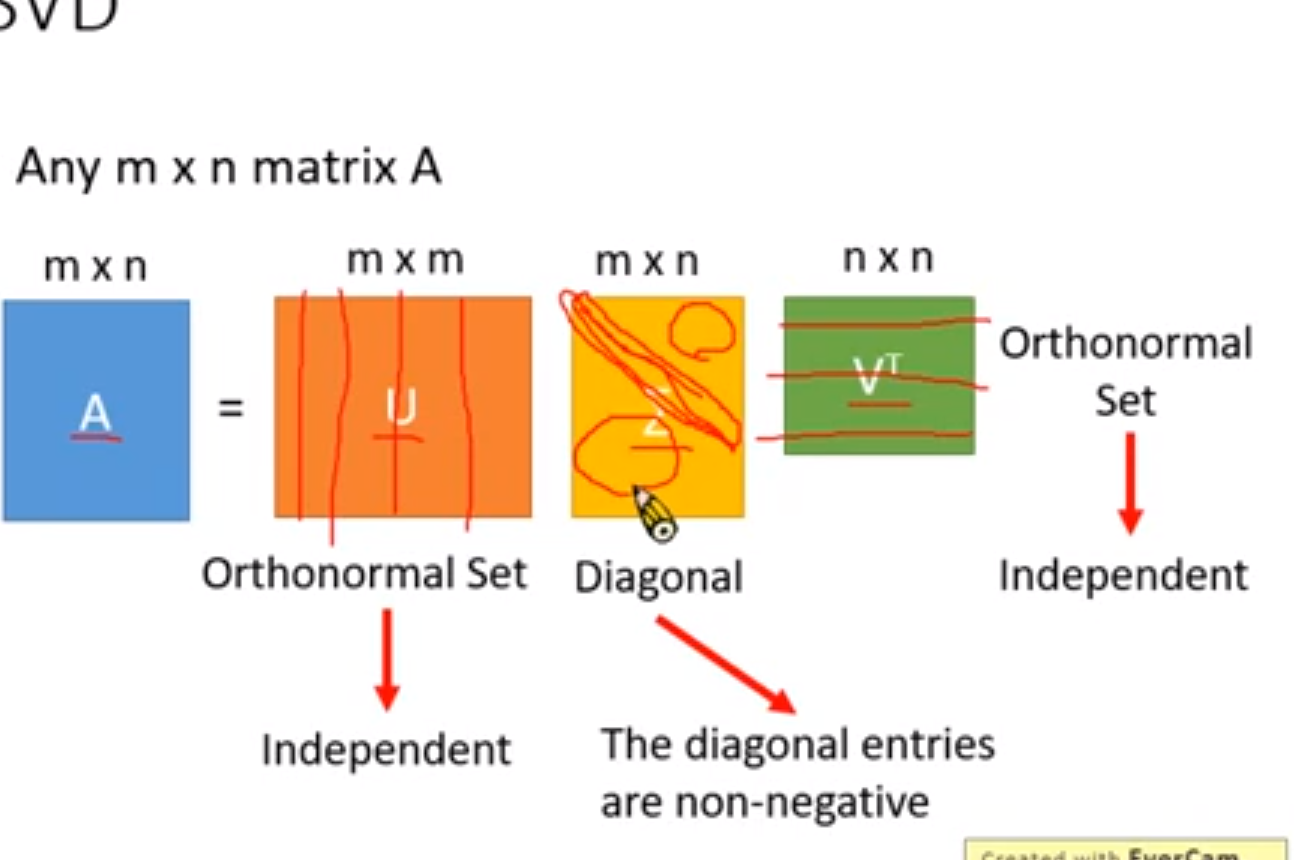 SVD
Any m x n matrix A
m x n
m x m
m x n
n x n
A
=
U
Σ
Vᵀ
Orthonormal
Set
Orthonormal Set
Diagonal
Independent
Independent
The diagonal entries
are non-negative
Created with EverCam